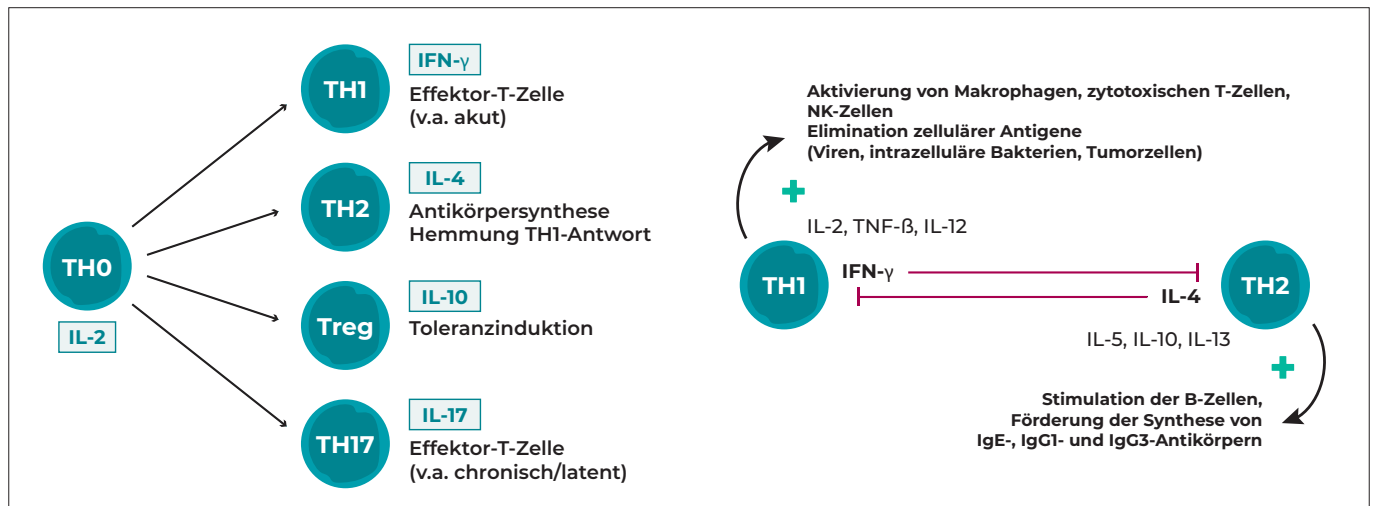 TH0
IL-2
TH1
IFN-γ
Effektor-T-Zelle
(v.a. akut)
TH2
IL-4
Antikörpersynthese
Hemmung TH1-Antwort
Treg
IL-10
Toleranzinduktion
TH17
IL-17
Effektor-T-Zelle
(v.a. chronisch/latent)
Aktivierung von Makrophagen, zytotoxischen T-Zellen,
NK-Zellen
Elimination zellulärer Antigene
(Viren, intrazelluläre Bakterien, Tumorzellen)
+
IL-2, TNF-ß, IL-12
TH1
IFN-γ
IL-4
TH2
IL-5, IL-10, IL-13
+
Stimulation der B-Zellen,
Förderung der Synthese von
IgE-, IgG1- und IgG3-Antikörpern